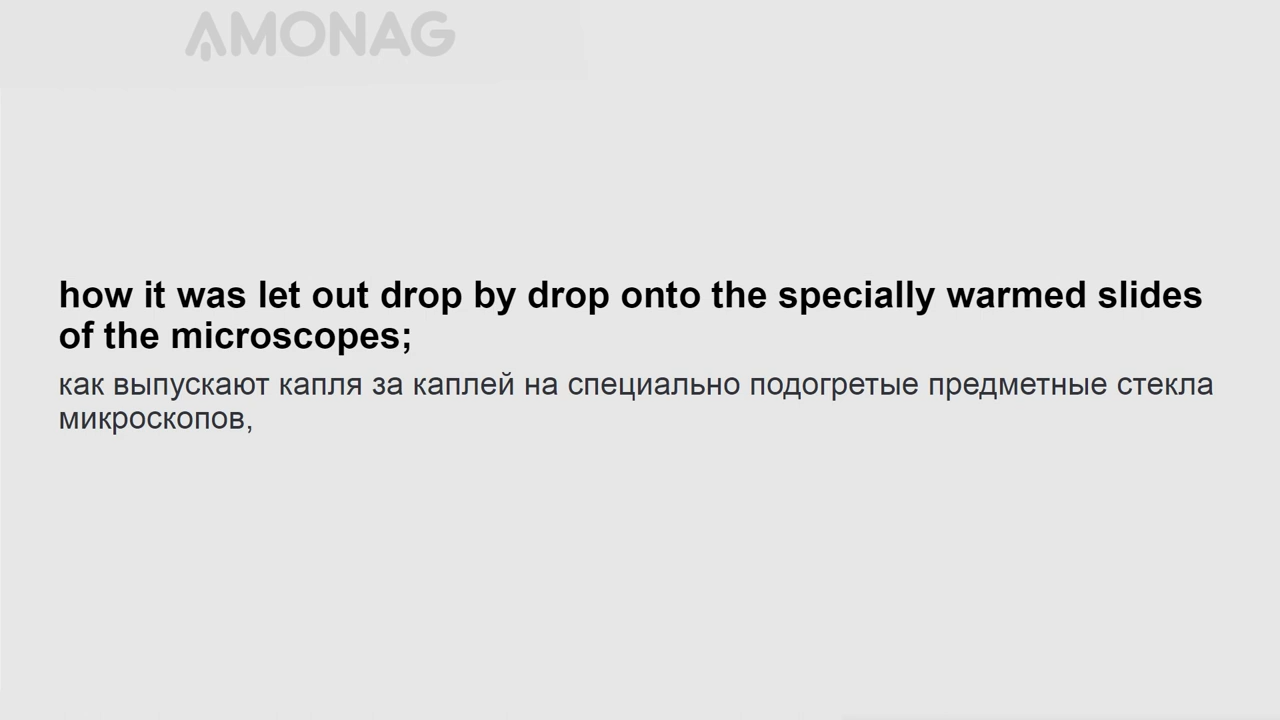 AMONAG
how it was let out drop by drop onto the specially warmed slides
of the microscopes;
как выпускают капля за каплей на специально подогретые предметные стекла
микроскопов,